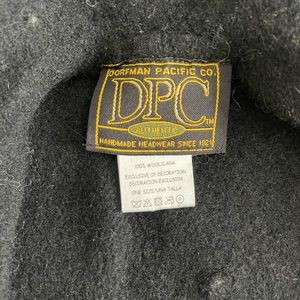 DORFMAN PACIFIC CO.
DPC TM
HANDMADE HEADWEAR SINCE 1921
100% WOOL/LANA
EXCLUSIVE OF DECORATION
DECORACION EXCLUSIVA
ONE SIZE/UNA TALLA